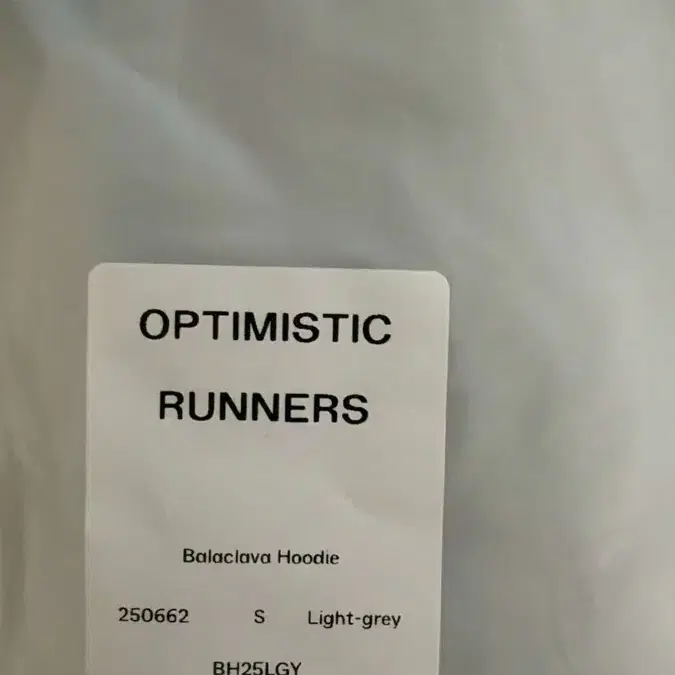 OPTIMISTIC
RUNNERS
Balaclava Hoodie
250662 S Light-grey
BH25LGY